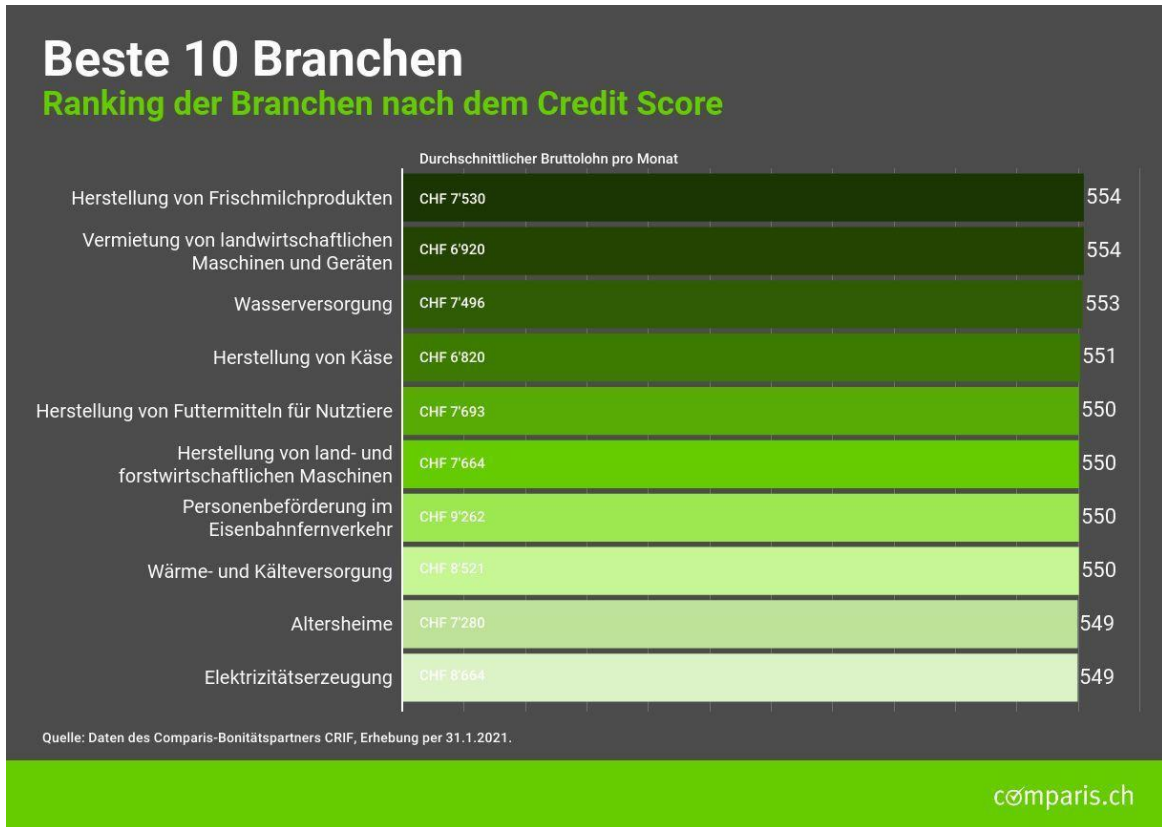 Beste 10 Branchen
Ranking der Branchen nach dem Credit Score
Durchschnittlicher Bruttolohn pro Monat
Herstellung von Frischmilchprodukten CHF 7'530 554
Vermietung von landwirtschaftlichen
Maschinen und Geräten CHF 6'920 554
Wasserversorgung CHF 7'496 553
Herstellung von Käse CHF 6'820 551
Herstellung von Futtermitteln für Nutztiere CHF 7'693 550
Herstellung von land- und
forstwirtschaftlichen Maschinen CHF 7'664 550
Personenbeförderung im
Eisenbahnfernverkehr CHF 9'262 550
Wärme- und Kälteversorgung CHF 8'521 550
Altersheime CHF 7'280 549
Elektrizitätserzeugung CHF 8'664 549
Quelle: Daten des Comparis-Bonitätspartners CRIF, Erhebung per 31.1.2021.
comparis.ch